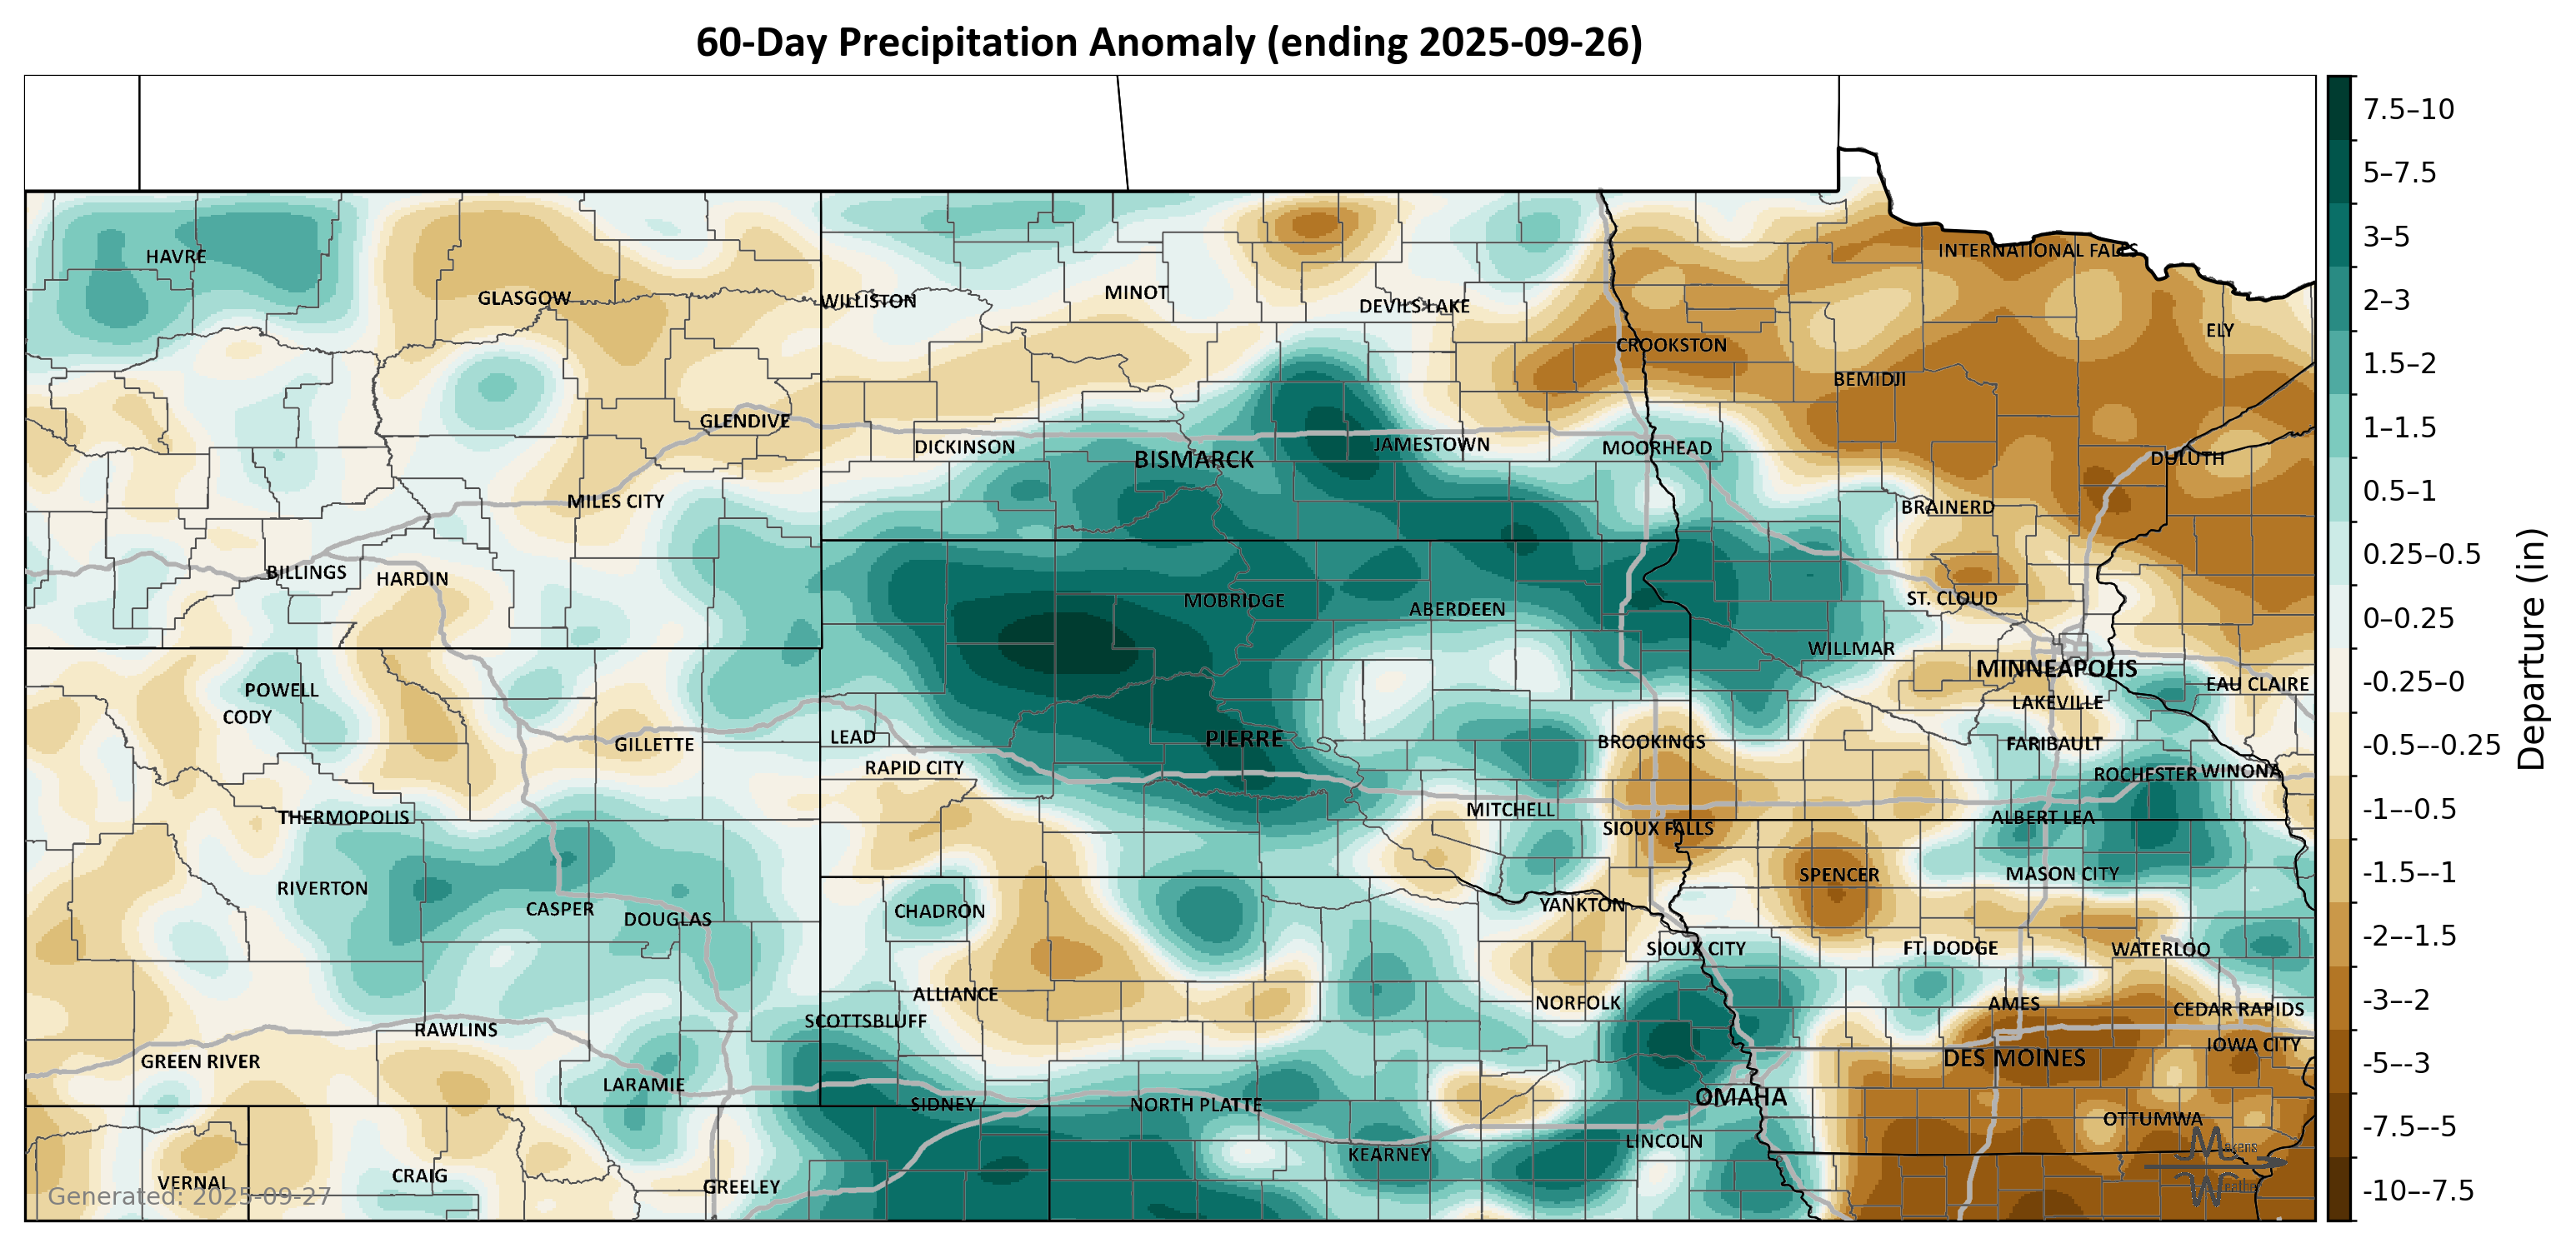 60-Day Precipitation Anomaly (ending 2025-09-26)
INTERNATIONAL FALLS
HAVRE
GLASGOW
WILLISTON
MINOT
DEVILS LAKE
ELY
CROOKSTON
BEMIDJI
GLENDIVE
DICKINSON
BISMARCK
JAMESTOWN
MOORHEAD
DULUTH
MILES CITY
BRAINERD
BILLINGS
HARDIN
MOBRIDGE
ABERDEEN
ST. CLOUD
WILLMAR
MINNEAPOLIS
POWELL
EAU CLAIRE
CODY
LAKEVILLE
GILLETTE
LEAD
PIERRE
BROOKINGS
FARIBAULT
RAPID CITY
ROCHESTER
WINONA
THERMOPOLIS
MITCHELL
ALBERT LEA
SIOUX FALLS
RIVERTON
SPENCER
MASON CITY
CASPER
DOUGLAS
CHADRON
YANKTON
SIOUX CITY
FT. DODGE
WATERLOO
ALLIANCE
NORFOLK
AMES
CEDAR RAPIDS
SCOTTSBLUFF
RAWLINS
IOWA CITY
GREEN RIVER
DES MOINES
LARAMIE
SIDNEY
NORTH PLATTE
OMAHA
OTTUMWA
LINCOLN
KEARNEY
VERNAL
CRAIG
GREELEY
Generated: 2025-09-27
Makens
Weather
7.5–10
5–7.5
3–5
2–3
1.5–2
1–1.5
0.5–1
0.25–0.5
0–0.25
-0.25–0
-0.5–-0.25
-1–-0.5
-1.5–-1
-2–-1.5
-3–-2
-5–-3
-7.5–-5
-10–-7.5
Departure (in)